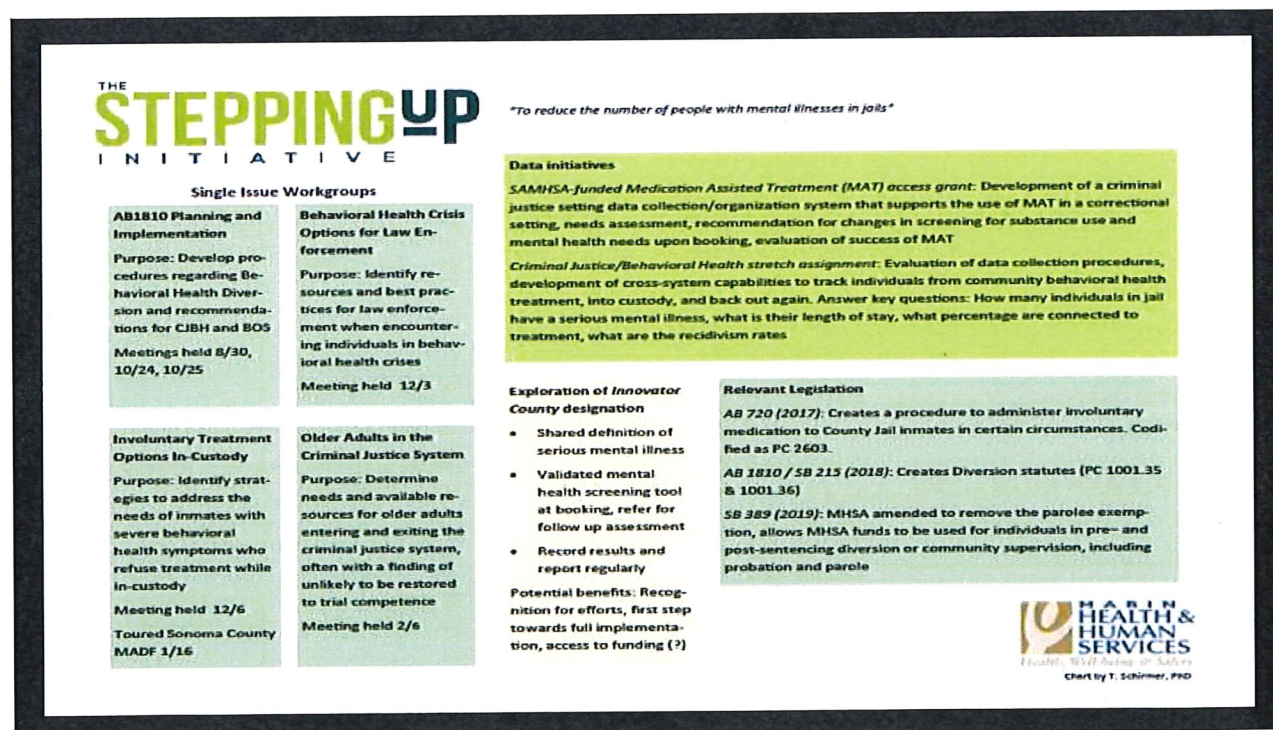 THE
STEPPING UP
INITIATIVE
"To reduce the number of people with mental illnesses in jails"
Single Issue Workgroups
AB1810 Planning and
Implementation
Purpose: Develop pro-
cedures regarding Be-
havioral Health Diver-
sion and recommenda-
tions for CJBH and BOS
Meetings held 8/30,
10/24, 10/25
Behavioral Health Crisis
Options for Law En-
forcement
Purpose: Identify re-
sources and best prac-
tices for law enforce-
ment when encounter-
ing individuals in behav-
ioral health crises
Meeting held 12/3
Involuntary Treatment
Options In-Custody
Purpose: Identify strat-
egies to address the
needs of inmates with
severe behavioral
health symptoms who
refuse treatment while
in-custody
Meeting held 12/6
Toured Sonoma County
MADF 1/16
Older Adults in the
Criminal Justice System
Purpose: Determine
needs and available re-
sources for older adults
entering and exiting the
criminal justice system,
often with a finding of
unlikely to be restored
to trial competence
Meeting held 2/6
Data initiatives
SAMHSA-funded Medication Assisted Treatment (MAT) access grant: Development of a criminal
justice setting data collection/organization system that supports the use of MAT in a correctional
setting, needs assessment, recommendation for changes in screening for substance use and
mental health needs upon booking, evaluation of success of MAT
Criminal Justice/Behavioral Health stretch assignment: Evaluation of data collection procedures,
development of cross-system capabilities to track individuals from community behavioral health
treatment, into custody, and back out again. Answer key questions: How many individuals in jail
have a serious mental illness, what is their length of stay, what percentage are connected to
treatment, what are the recidivism rates
Exploration of Innovator
County designation
• Shared definition of
serious mental illness
• Validated mental
health screening tool
at booking, refer for
follow up assessment
• Record results and
report regularly
Potential benefits: Recog-
nition for efforts, first step
towards full implementa-
tion, access to funding (?)
Relevant Legislation
AB 720 (2017): Creates a procedure to administer involuntary
medication to County Jail inmates in certain circumstances. Codi-
fied as PC 2603.
AB 1810 / SB 215 (2018): Creates Diversion statutes (PC 1001.35
& 1001.36)
SB 389 (2019): MHSA amended to remove the parolee exemp-
tion, allows MHSA funds to be used for individuals in pre– and
post-sentencing diversion or community supervision, including
probation and parole
MARIN
HEALTH &
HUMAN
SERVICES
Health, Well-being & Safety
Chart by T. Schirmer, PhD